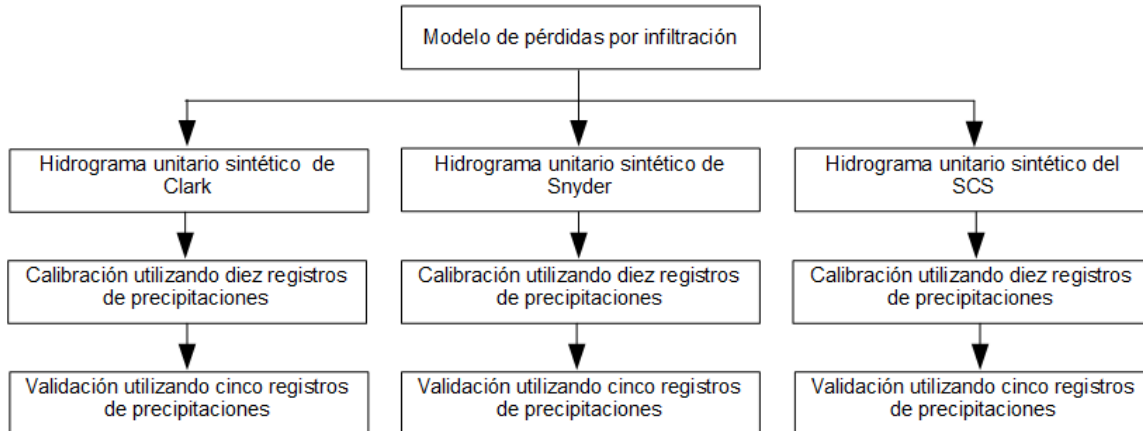 Modelo de pérdidas por infiltración
Hidrograma unitario sintético de
Clark
Hidrograma unitario sintético de
Snyder
Hidrograma unitario sintético del
SCS
Calibración utilizando diez registros
de precipitaciones
Calibración utilizando diez registros
de precipitaciones
Calibración utilizando diez registros
de precipitaciones
Validación utilizando cinco registros
de precipitaciones
Validación utilizando cinco registros
de precipitaciones
Validación utilizando cinco registros
de precipitaciones